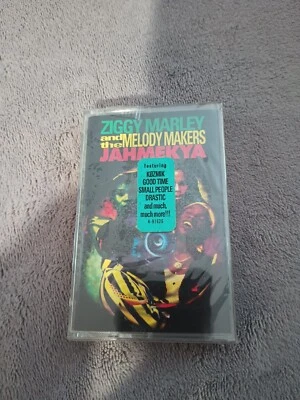 ZIGGY MARLEY
and the MELODY MAKERS
JAHMEKYA
featuring
KOZMIK
GOOD TIME
SMALL PEOPLE
DRASTIC
and much,
much more!!!